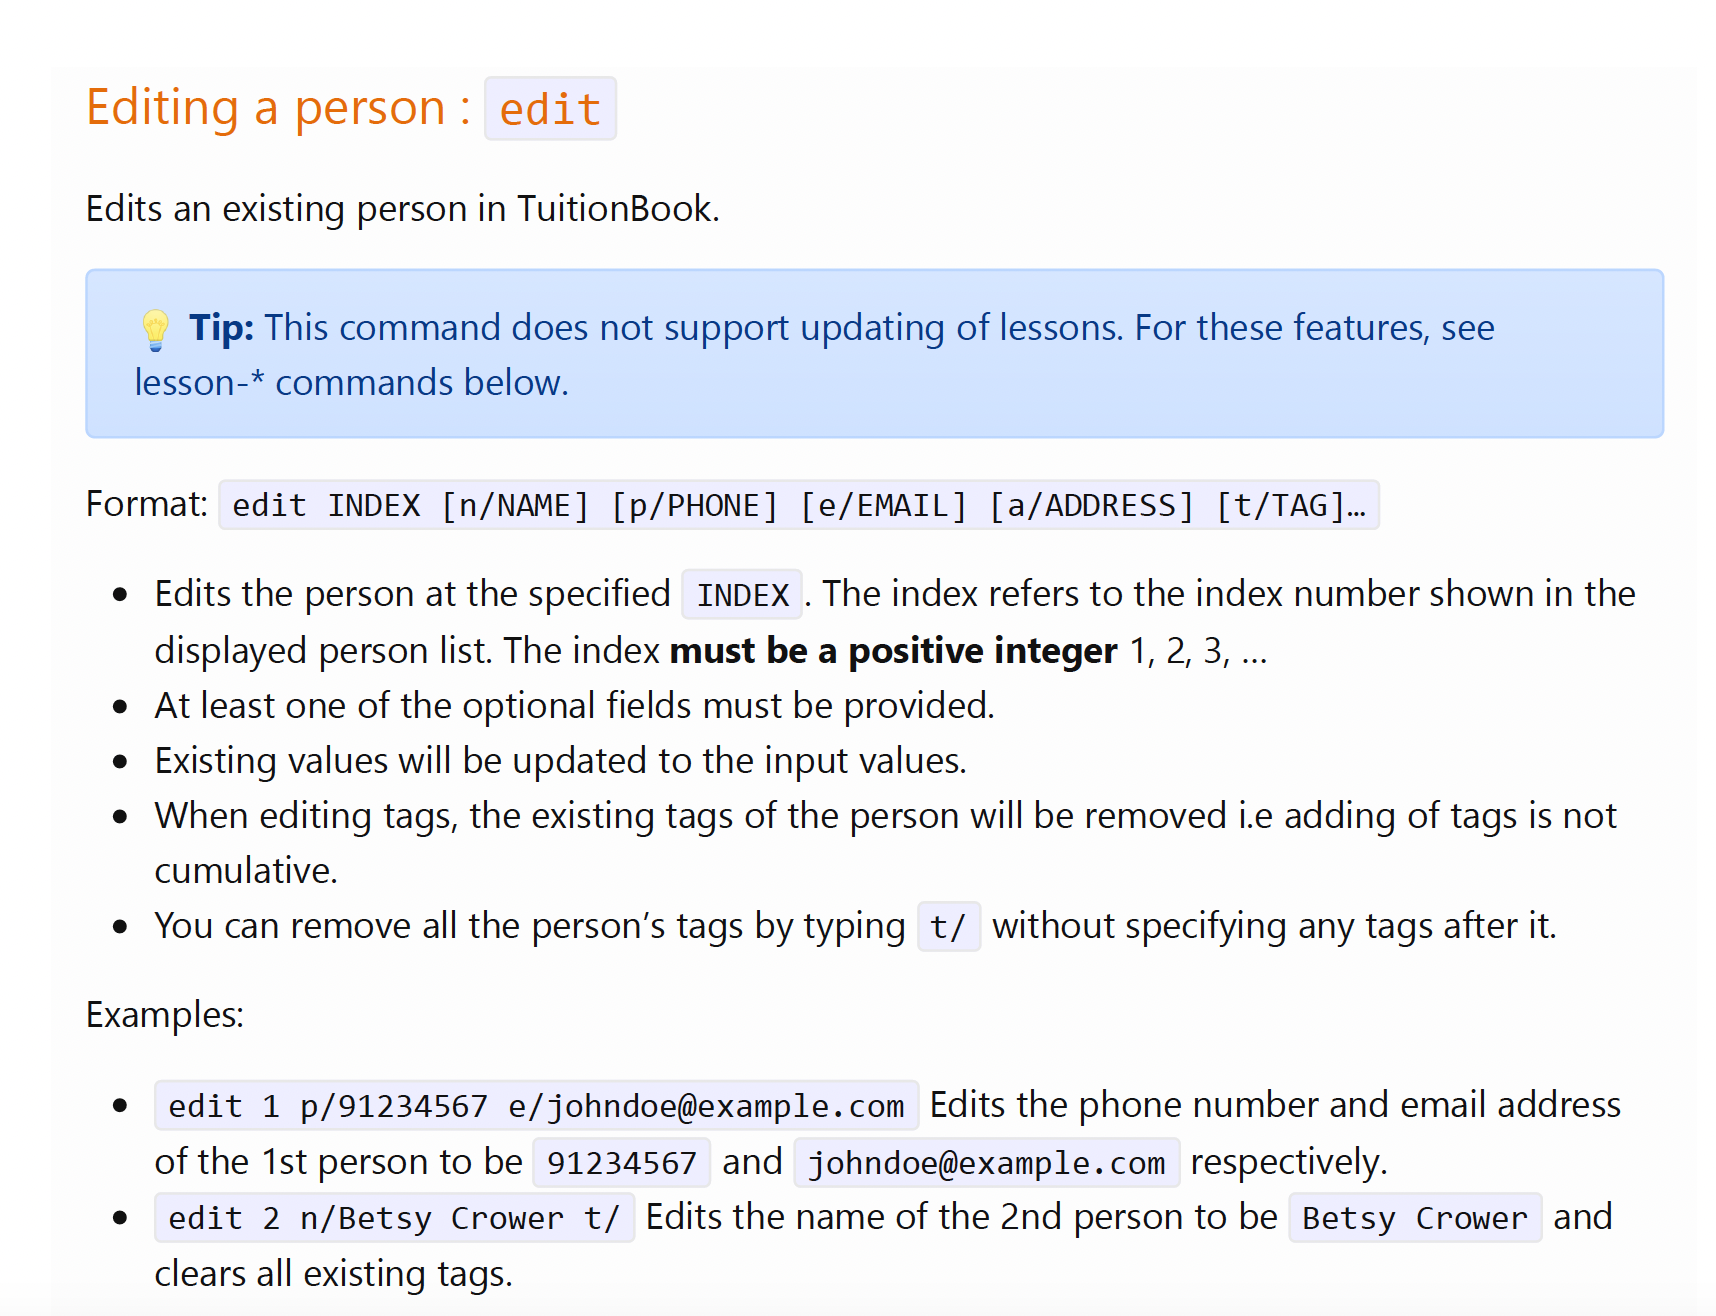 Editing a person : edit
Edits an existing person in TuitionBook.
💡 Tip: This command does not support updating of lessons. For these features, see
lesson-* commands below.
Format: edit INDEX [n/NAME] [p/PHONE] [e/EMAIL] [a/ADDRESS] [t/TAG]…
• Edits the person at the specified INDEX. The index refers to the index number shown in the
displayed person list. The index must be a positive integer 1, 2, 3, …
• At least one of the optional fields must be provided.
• Existing values will be updated to the input values.
• When editing tags, the existing tags of the person will be removed i.e adding of tags is not
cumulative.
• You can remove all the person’s tags by typing t/ without specifying any tags after it.
Examples:
• edit 1 p/91234567 e/johndoe@example.com Edits the phone number and email address
of the 1st person to be 91234567 and johndoe@example.com respectively.
• edit 2 n/Betsy Crower t/ Edits the name of the 2nd person to be Betsy Crower and
clears all existing tags.